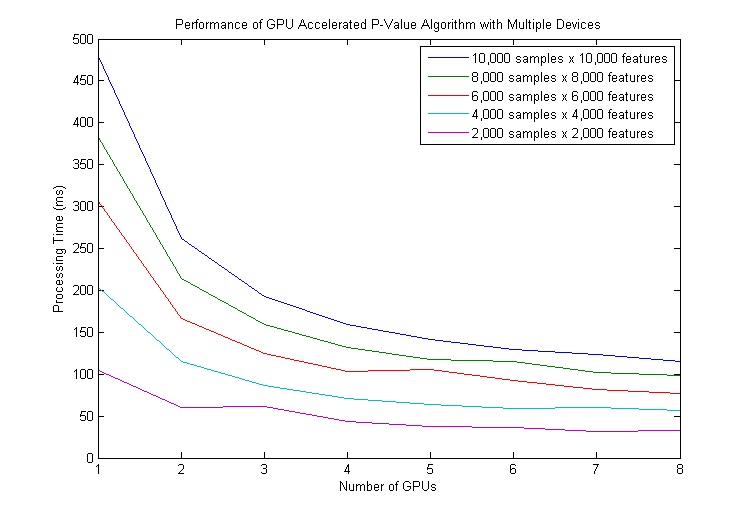 Performance of GPU Accelerated P-Value Algorithm with Multiple Devices
10,000 samples x 10,000 features
8,000 samples x 8,000 features
6,000 samples x 6,000 features
4,000 samples x 4,000 features
2,000 samples x 2,000 features
Processing Time (ms)
500
450
400
350
300
250
200
150
100
50
0
1 2 3 4 5 6 7 8
Number of GPUs